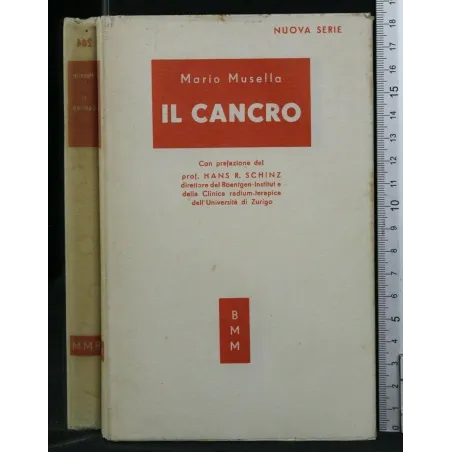 NUOVA SERIE
Mario Musella
IL CANCRO
Con prefazione del
prof. HANS R. SCHINZ
direttore del Roentgen-Institut e
della Clinica radium-terapica
dell'Università di Zurigo
B
M
M